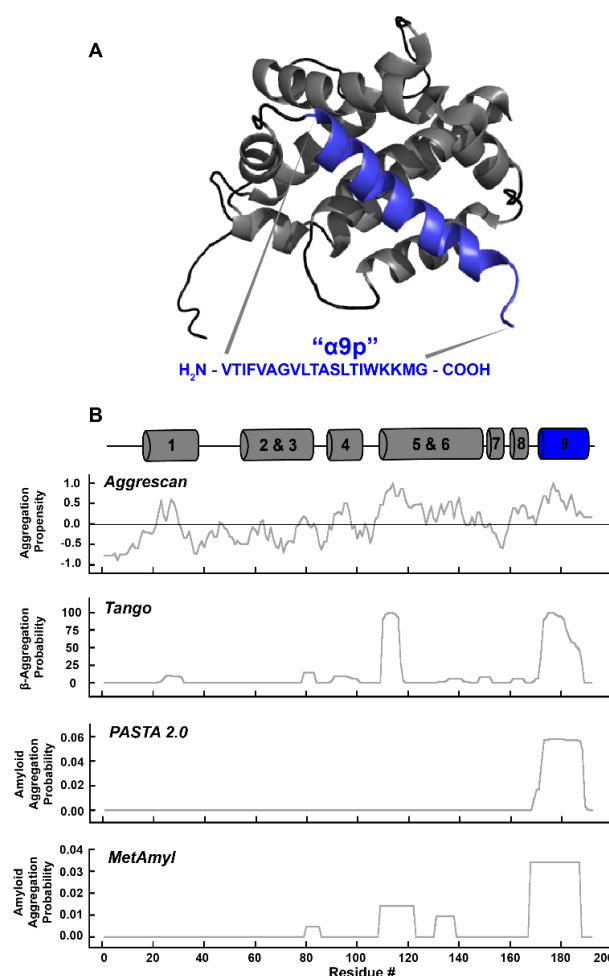 A
“α9p”
H2N - VTIFVAGVLTASLTIWKKMG - COOH
B
1
2 & 3
4
5 & 6
7
8
9
Aggrescan
Aggregation
Propensity
1.0
0.5
0.0
-0.5
-1.0
Tango
β-Aggregation
Probability
100
75
50
25
0
PASTA 2.0
Amyloid
Aggregation
Probability
0.06
0.04
0.02
0.00
MetAmyl
Amyloid
Aggregation
Probability
0.04
0.03
0.02
0.01
0.00
0 20 40 60 80 100 120 140 160 180 200
Residue #